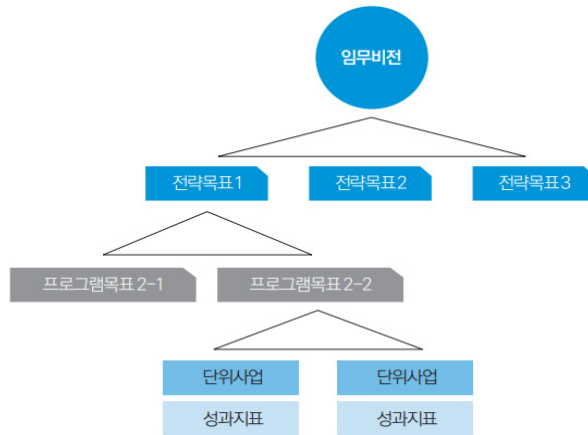 임무비전
전략목표 1 전략목표 2 전략목표 3
프로그램목표 2-1 프로그램목표 2-2
단위사업 단위사업
성과지표 성과지표